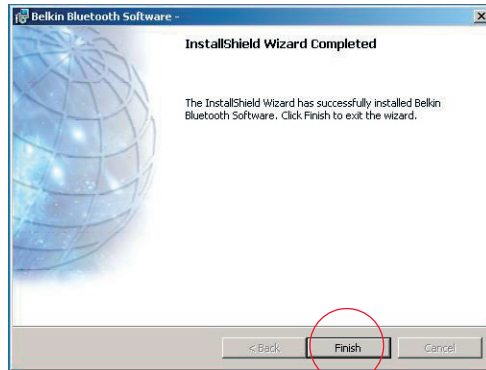 Belkin Bluetooth Software -
InstallShield Wizard Completed
The InstallShield Wizard has successfully installed Belkin
Bluetooth Software. Click Finish to exit the wizard.
< Back Finish Cancel